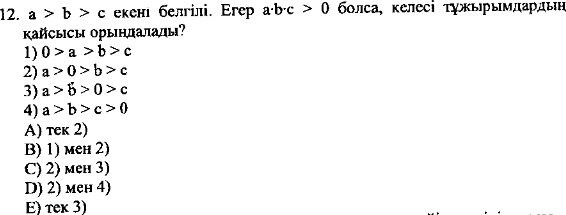 12. a > b > c екені белгілі. Егер a·b·c > 0 болса, келесі тұжырымдардың
қайсысы орындалады?
1) 0 > a > b > c
2) a > 0 > b > c
3) a > b > 0 > c
4) a > b > c > 0
A) тек 2)
B) 1) мен 2)
C) 2) мен 3)
D) 2) мен 4)
E) тек 3)